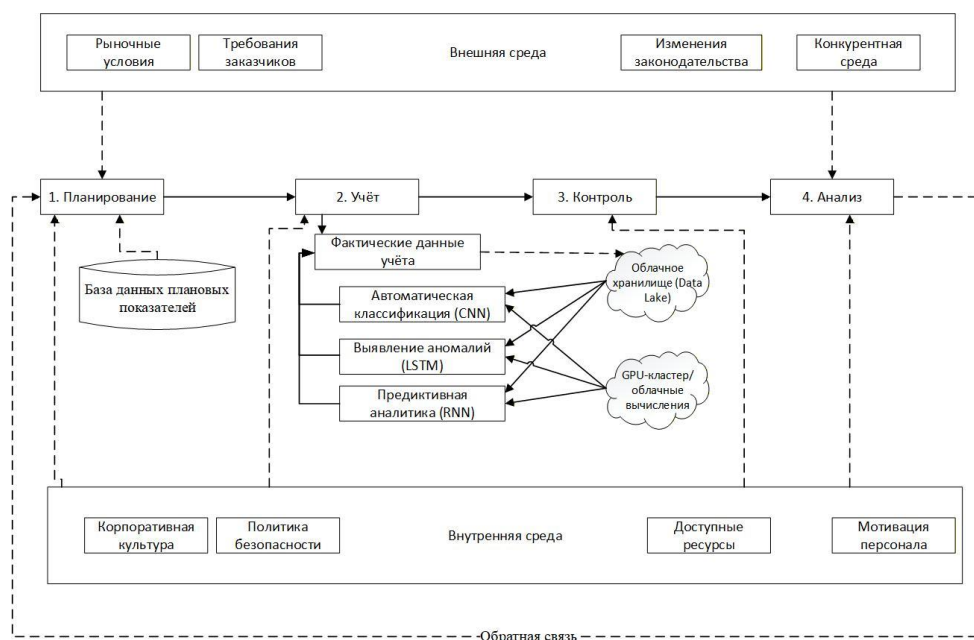 Рыночные
условия
Требования
заказчиков
Внешняя среда
Изменения
законодательства
Конкурентная
среда
1. Планирование
2. Учёт
3. Контроль
4. Анализ
Фактические данные
учёта
База данных плановых
показателей
Облачное
хранилище (Data
Lake)
Автоматическая
классификация (CNN)
Выявление аномалий
(LSTM)
Предиктивная
аналитика (RNN)
GPU-кластер/
облачные
вычисления
Корпоративная
культура
Политика
безопасности
Внутренняя среда
Доступные
ресурсы
Мотивация
персонала
Обратная связь